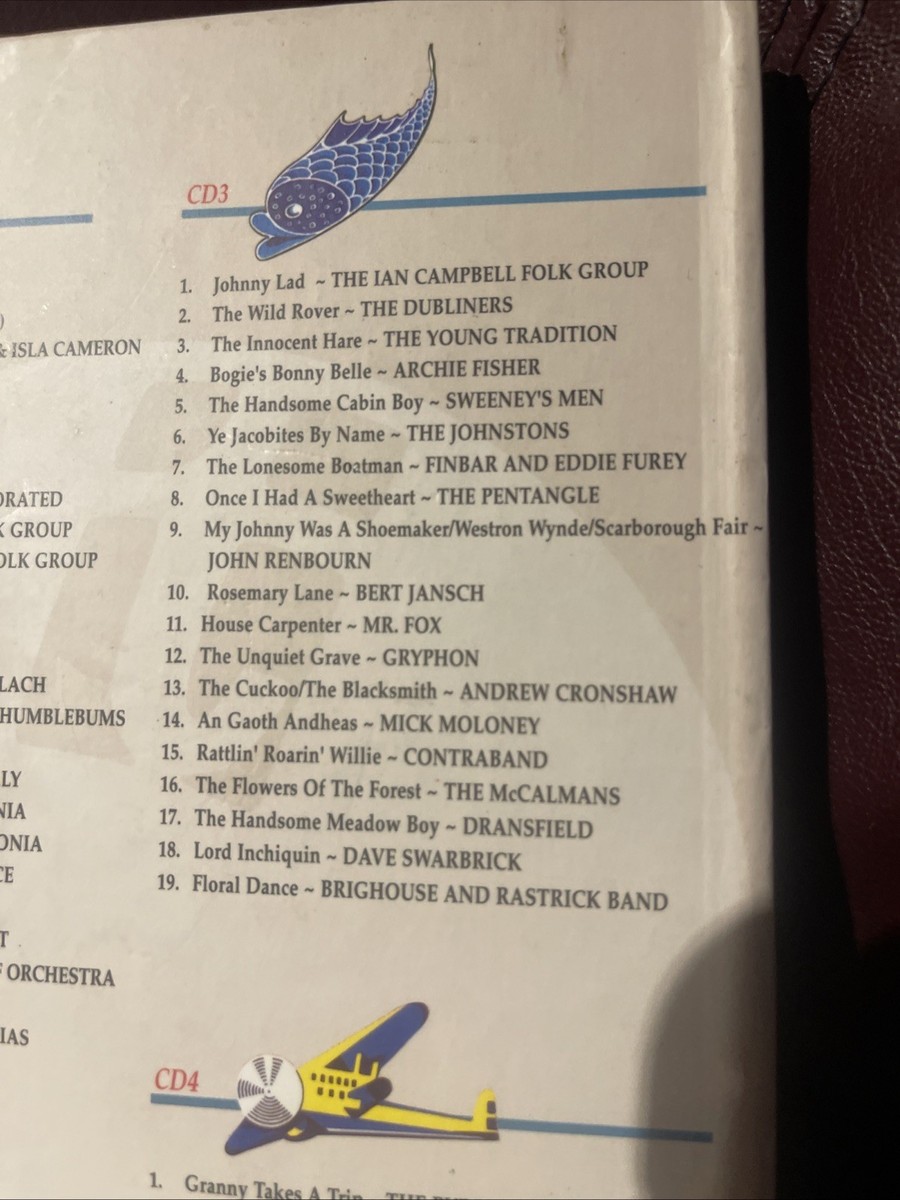 )
& ISLA CAMERON
ORATED
K GROUP
OLK GROUP
LACH
HUMBLEBUMS
LY
NIA
ONIA
CE
T
F ORCHESTRA
IAS
CD3
1. Johnny Lad ~ THE IAN CAMPBELL FOLK GROUP
2. The Wild Rover ~ THE DUBLINERS
3. The Innocent Hare ~ THE YOUNG TRADITION
4. Bogie's Bonny Belle ~ ARCHIE FISHER
5. The Handsome Cabin Boy ~ SWEENEY'S MEN
6. Ye Jacobites By Name ~ THE JOHNSTONS
7. The Lonesome Boatman ~ FINBAR AND EDDIE FUREY
8. Once I Had A Sweetheart ~ THE PENTANGLE
9. My Johnny Was A Shoemaker/Westron Wynde/Scarborough Fair ~
JOHN RENBOURN
10. Rosemary Lane ~ BERT JANSCH
11. House Carpenter ~ MR. FOX
12. The Unquiet Grave ~ GRYPHON
13. The Cuckoo/The Blacksmith ~ ANDREW CRONSHAW
14. An Gaoth Andheas ~ MICK MOLONEY
15. Rattlin' Roarin' Willie ~ CONTRABAND
16. The Flowers Of The Forest ~ THE McCALMANS
17. The Handsome Meadow Boy ~ DRANSFIELD
18. Lord Inchiquin ~ DAVE SWARBRICK
19. Floral Dance ~ BRIGHOUSE AND RASTRICK BAND
CD4
1. Granny Takes A Trip ~ THE